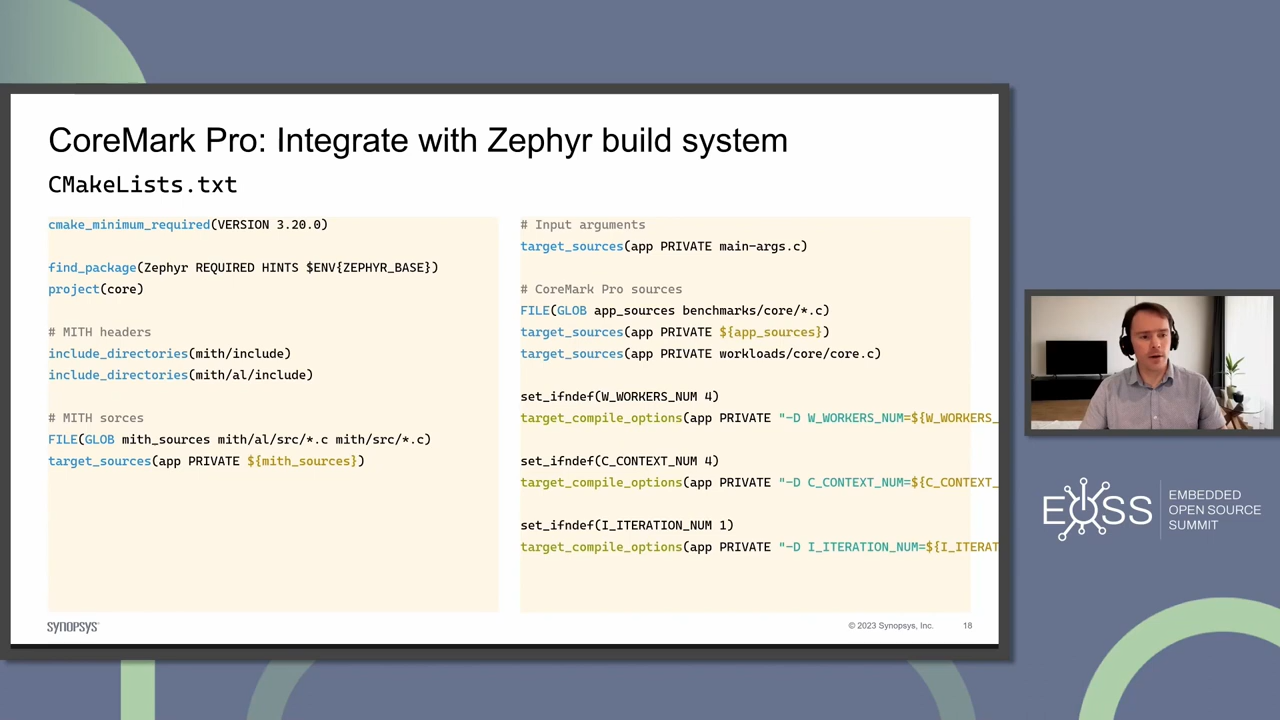 CoreMark Pro: Integrate with Zephyr build system
CMakeLists.txt
cmake_minimum_required(VERSION 3.20.0)
find_package(Zephyr REQUIRED HINTS $ENV{ZEPHYR_BASE})
project(core)
# MITH headers
include_directories(mith/include)
include_directories(mith/al/include)
# MITH sorces
FILE(GLOB mith_sources mith/al/src/*.c mith/src/*.c)
target_sources(app PRIVATE ${mith_sources})
# Input arguments
target_sources(app PRIVATE main-args.c)
# CoreMark Pro sources
FILE(GLOB app_sources benchmarks/core/*.c)
target_sources(app PRIVATE ${app_sources})
target_sources(app PRIVATE workloads/core/core.c)
set_ifndef(W_WORKERS_NUM 4)
target_compile_options(app PRIVATE "-D W_WORKERS_NUM=${W_WORKERS_
set_ifndef(C_CONTEXT_NUM 4)
target_compile_options(app PRIVATE "-D C_CONTEXT_NUM=${C_CONTEXT_
set_ifndef(I_ITERATION_NUM 1)
target_compile_options(app PRIVATE "-D I_ITERATION_NUM=${I_ITERAT
SYNOPSYS®
© 2023 Synopsys, Inc.
18
EOSS
EMBEDDED
OPEN SOURCE
SUMMIT